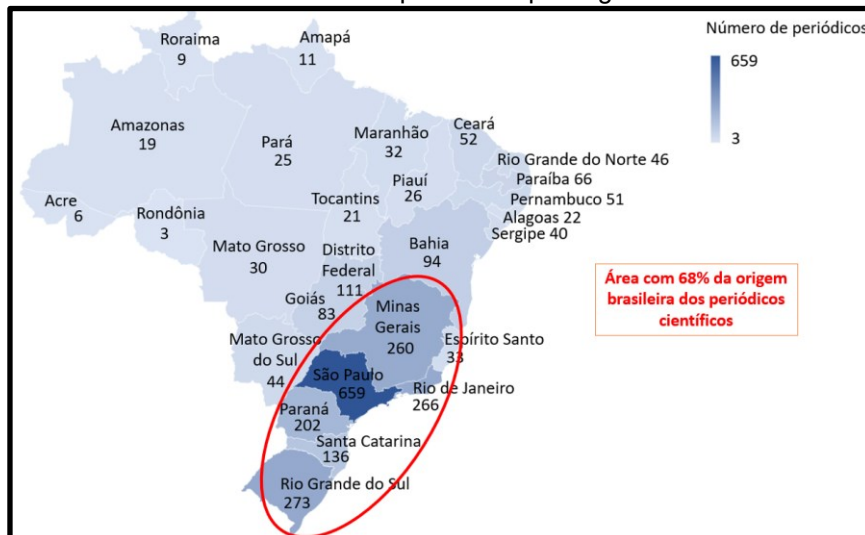 Número de periódicos
659
3
Roraima
9
Amapá
11
Amazonas
19
Pará
25
Maranhão
32
Ceará
52
Rio Grande do Norte 46
Paraíba 66
Pernambuco 51
Alagoas 22
Sergipe 40
Piauí
26
Tocantins
21
Acre
6
Rondônia
3
Mato Grosso
30
Distrito
Federal
111
Bahia
94
Goiás
83
Minas
Gerais
260
Área com 68% da origem
brasileira dos periódicos
científicos
Espírito Santo
33
Mato Grosso
do Sul
44
São Paulo
659
Rio de Janeiro
266
Paraná
202
Santa Catarina
136
Rio Grande do Sul
273